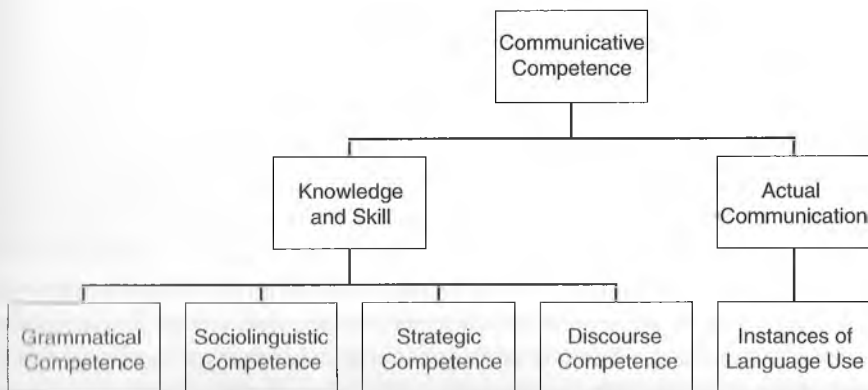 Communicative
Competence
Knowledge
and Skill
Actual
Communication
Grammatical
Competence
Sociolinguistic
Competence
Strategic
Competence
Discourse
Competence
Instances of
Language Use